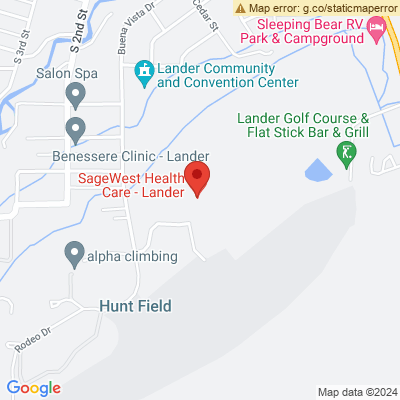 Map error: g.co/staticmaperror
Buena Vista Dr
Cedar St
S 2nd St
S 3rd St
Sleeping Bear RV
Park & Campground
Salon Spa
Lander Community
and Convention Center
Lander Golf Course &
Flat Stick Bar & Grill
Benessere Clinic - Lander
SageWest Health
Care - Lander
alpha climbing
Hunt Field
Rodeo Dr
Google
Map data ©2024